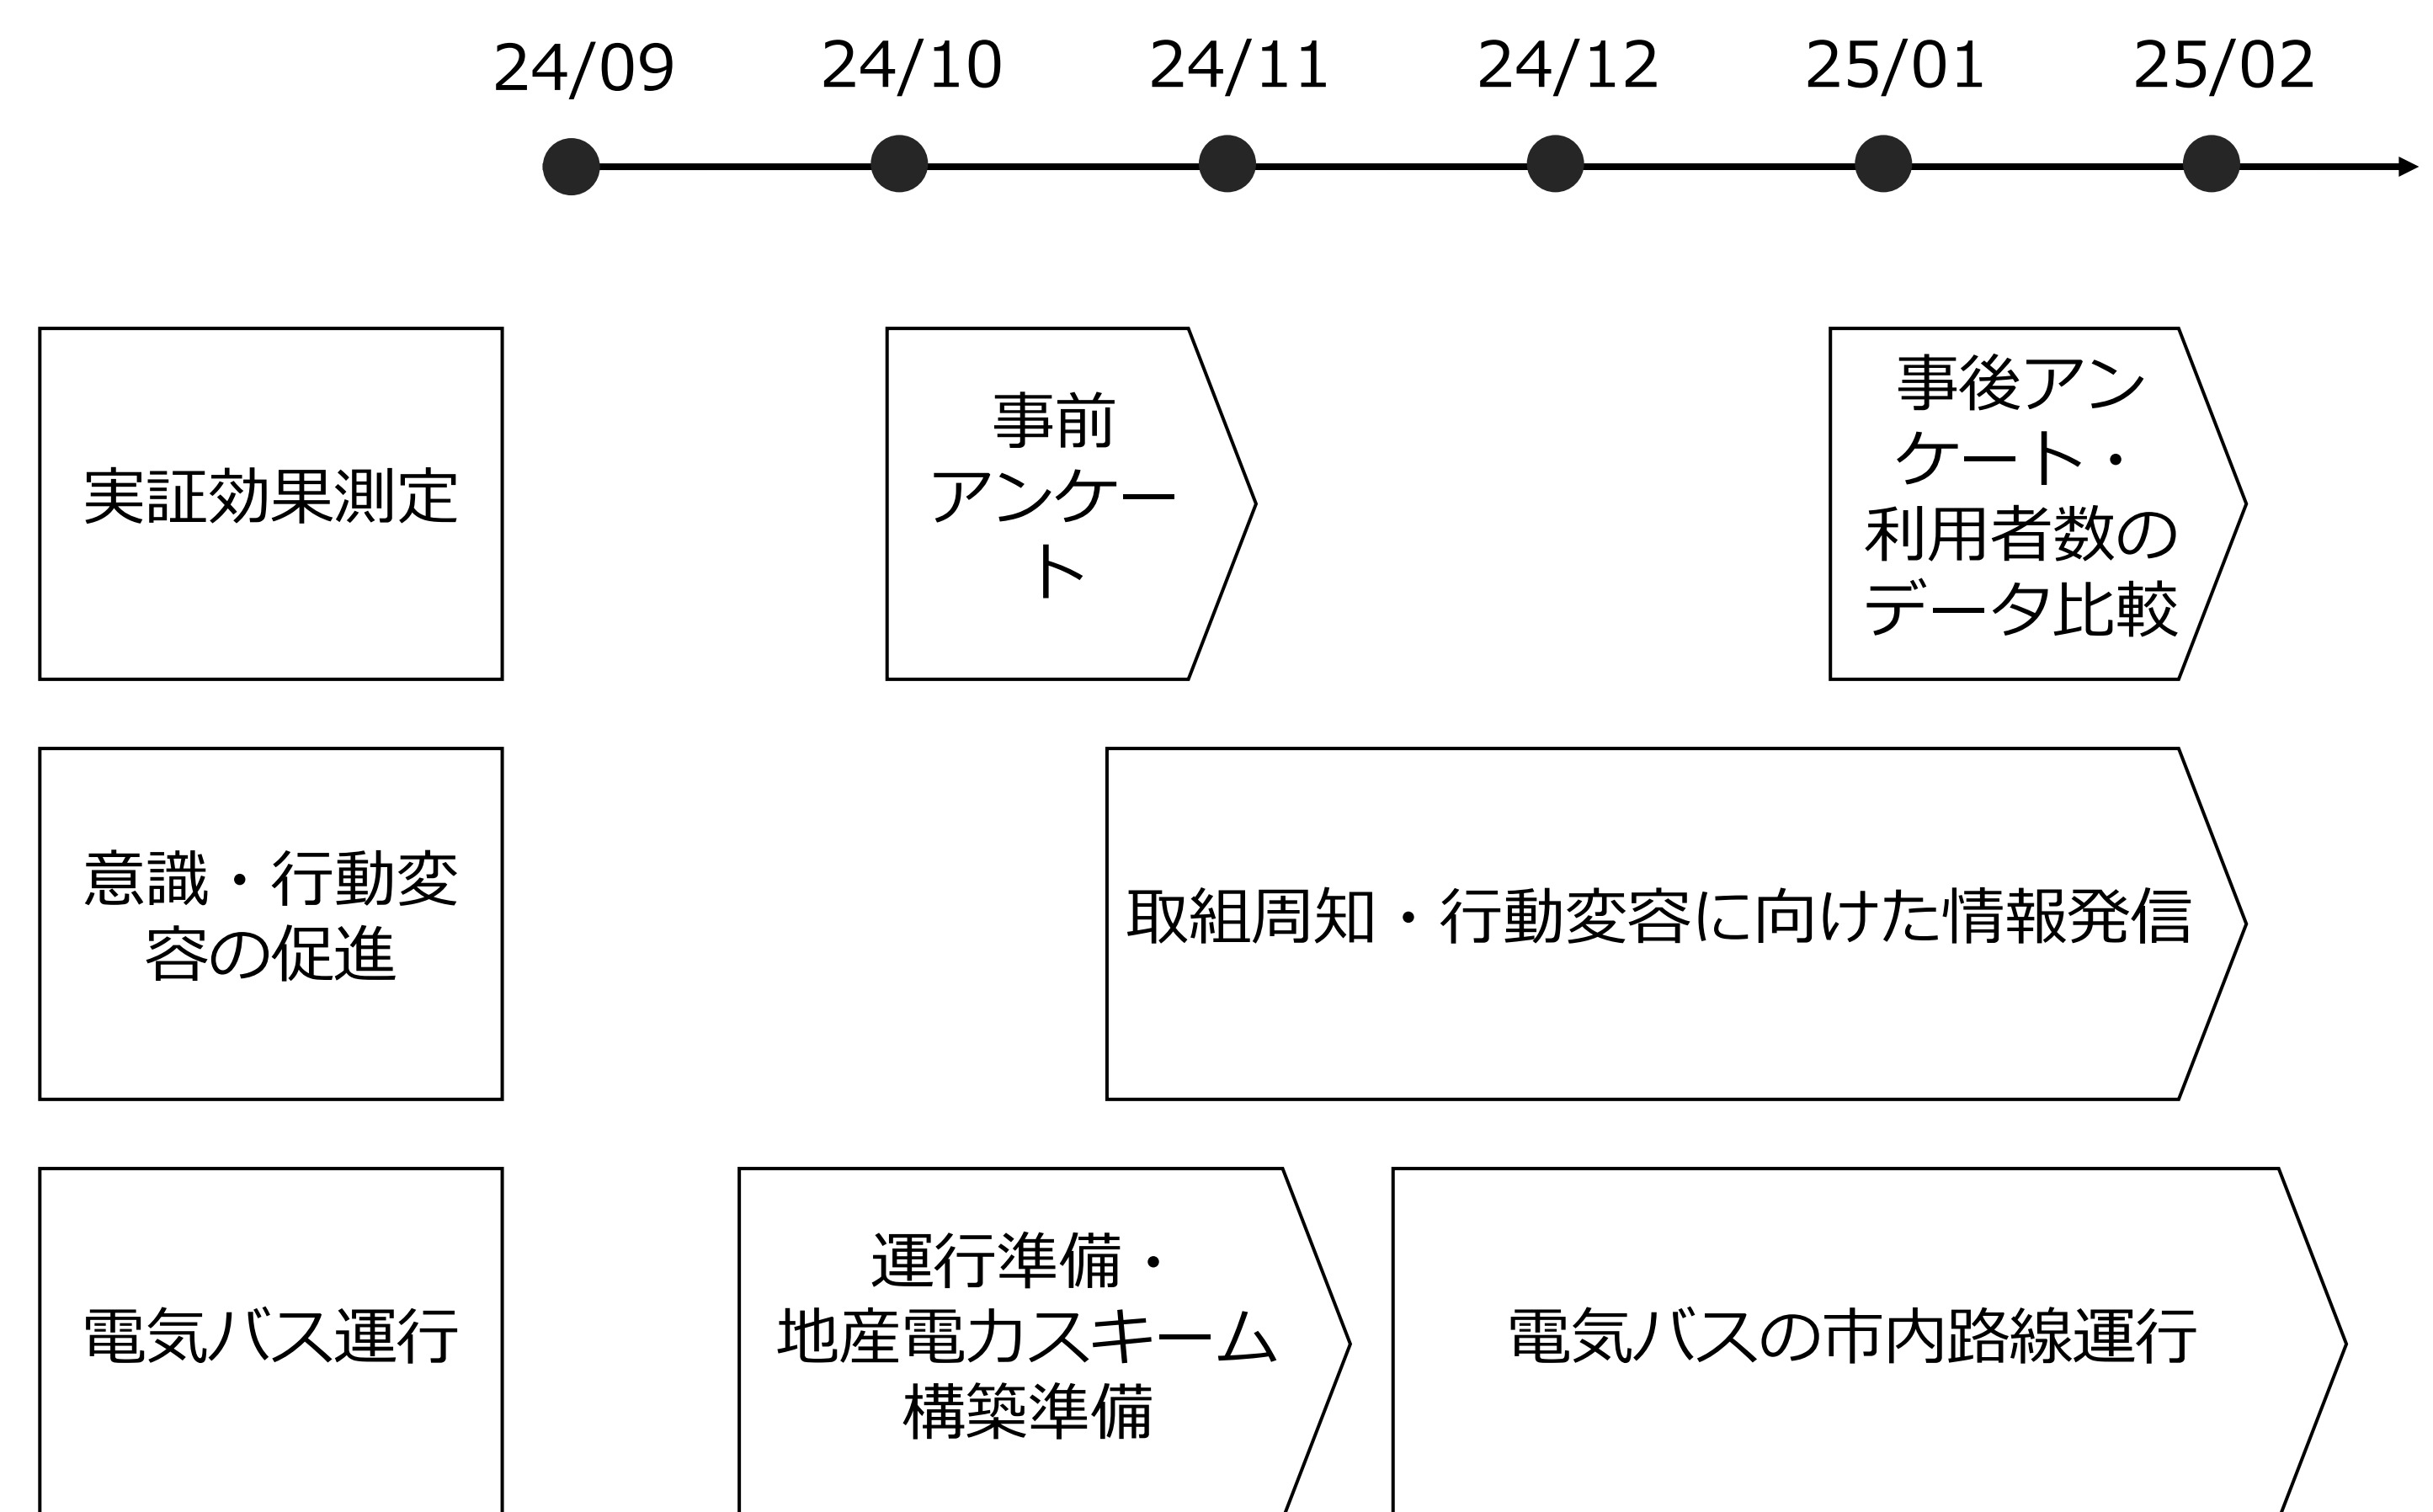 24/09 24/10 24/11 24/12 25/01 25/02
実証効果測定
事前
アンケー
ト
事後アン
ケート・
利用者数の
データ比較
意識・行動変
容の促進
取組周知・行動変容に向けた情報発信
電気バス運行
運行準備・
地産電力スキーム
構築準備
電気バスの市内路線運行